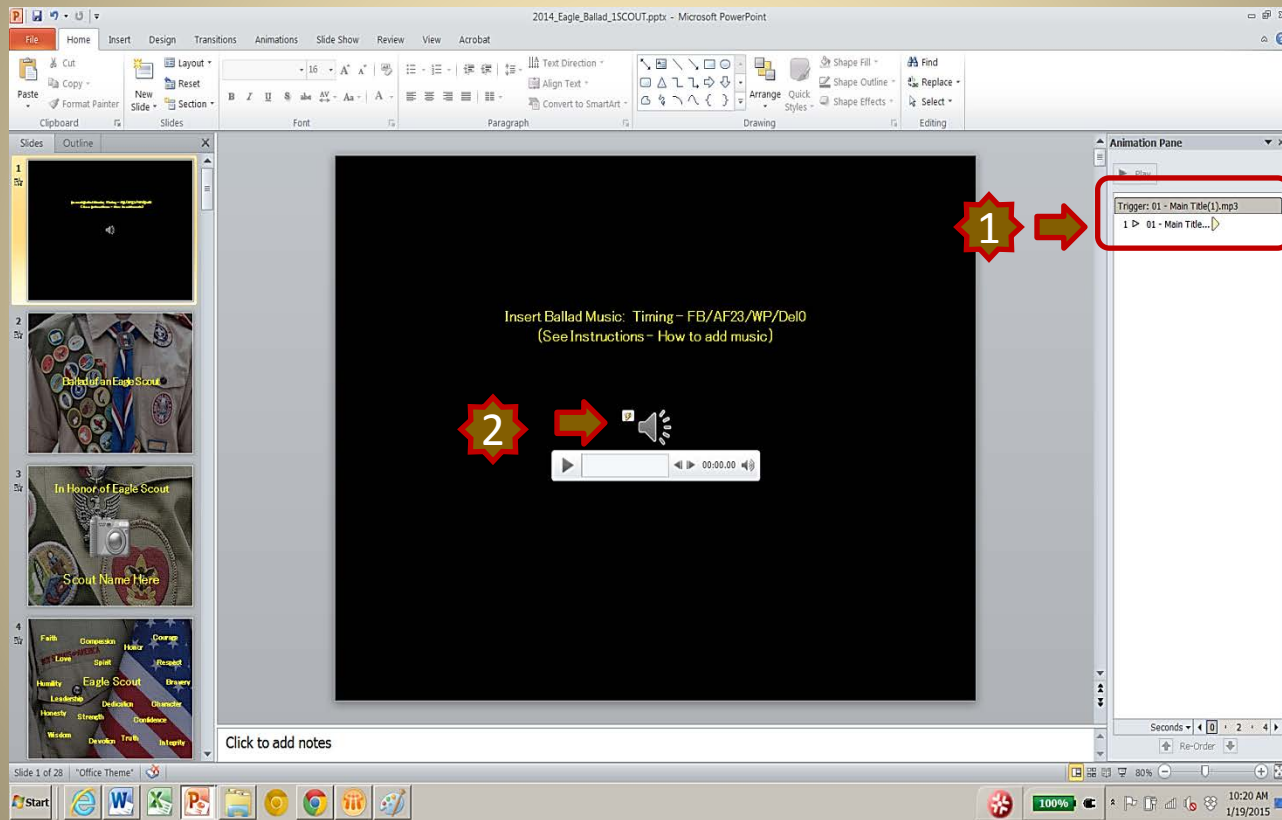 2014_Eagle_Ballad_1SCOUT.pptx - Microsoft PowerPoint
File Home Insert Design Transitions Animations Slide Show Review View Acrobat
Paste
Cut
Copy
Format Painter
Clipboard
New Slide
Layout
Reset
Section
Slides
16
Font
Paragraph
Text Direction
Align Text
Convert to SmartArt
Arrange
Quick Styles
Shape Fill
Shape Outline
Shape Effects
Drawing
Find
Replace
Select
Editing
Slides Outline
1
2
Ballad of an Eagle Scout
3
In Honor of Eagle Scout
Scout Name Here
4
Faith Compassion Honor Courage
Love Spirit Respect
Humility Eagle Scout Bravery
Leadership Dedication Character
Honesty Strength Confidence
Wisdom Devotion Truth Integrity
Insert Ballad Music: Timing – FB/AF23/WP/Del0
(See Instructions – How to add music)
2
00:00.00
1
Animation Pane
Play
Trigger: 01 - Main Title(1).mp3
1 01 - Main Title...
Seconds 0 2 4
Re-Order
Click to add notes
Slide 1 of 28 "Office Theme" 80%
Start
100%
10:20 AM
1/19/2015